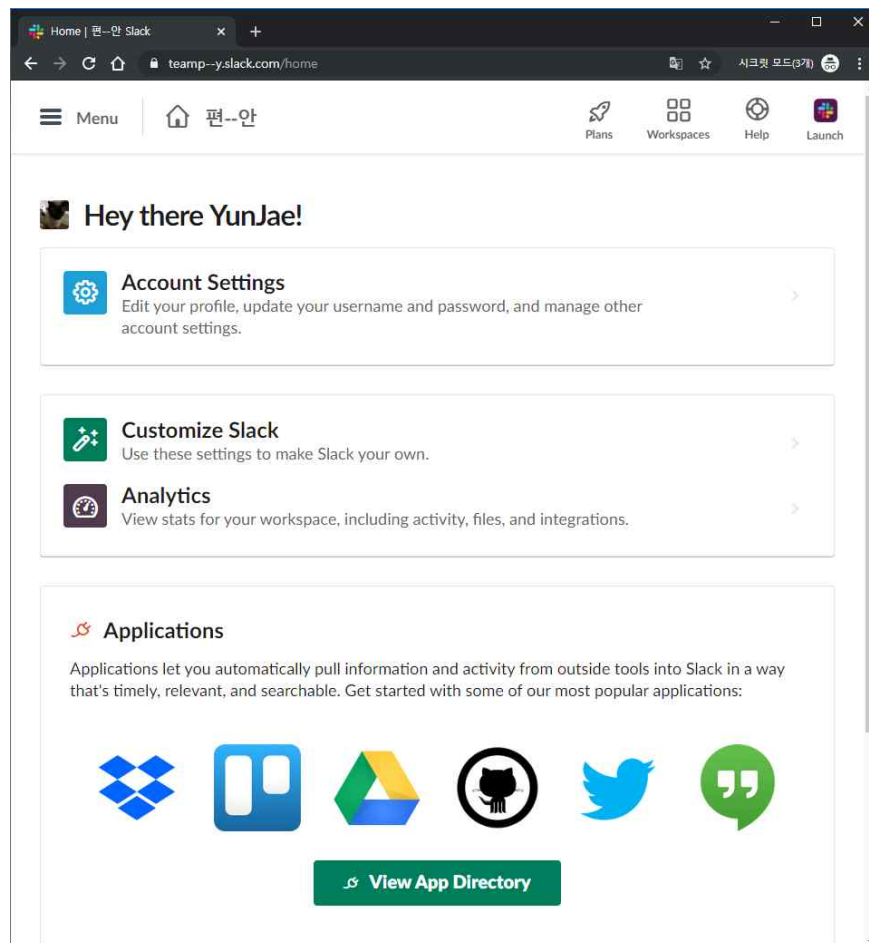 Home | 편--안 Slack
teamp--y.slack.com/home
시크릿 모드(3개)
Menu
편--안
Plans
Workspaces
Help
Launch
Hey there YunJae!
Account Settings
Edit your profile, update your username and password, and manage other
account settings.
Customize Slack
Use these settings to make Slack your own.
Analytics
View stats for your workspace, including activity, files, and integrations.
Applications
Applications let you automatically pull information and activity from outside tools into Slack in a way
that's timely, relevant, and searchable. Get started with some of our most popular applications:
View App Directory